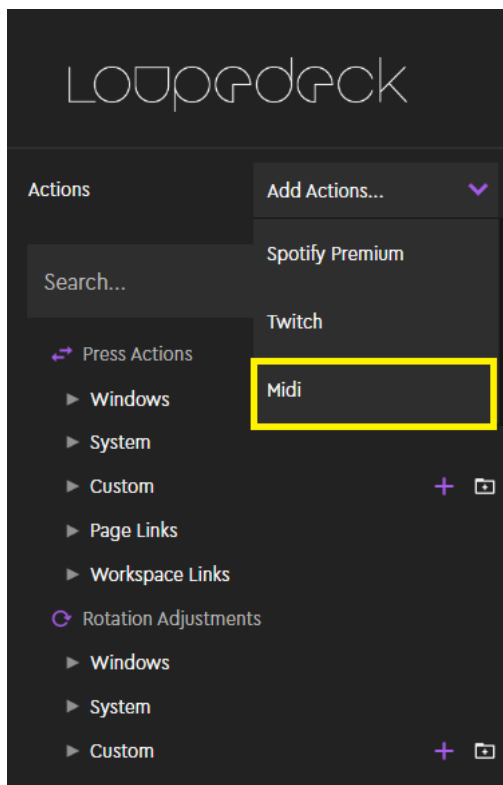 Loupedeck
Actions
Add Actions...
Spotify Premium
Search...
Twitch
Press Actions
Midi
Windows
System
Custom
Page Links
Workspace Links
Rotation Adjustments
Windows
System
Custom